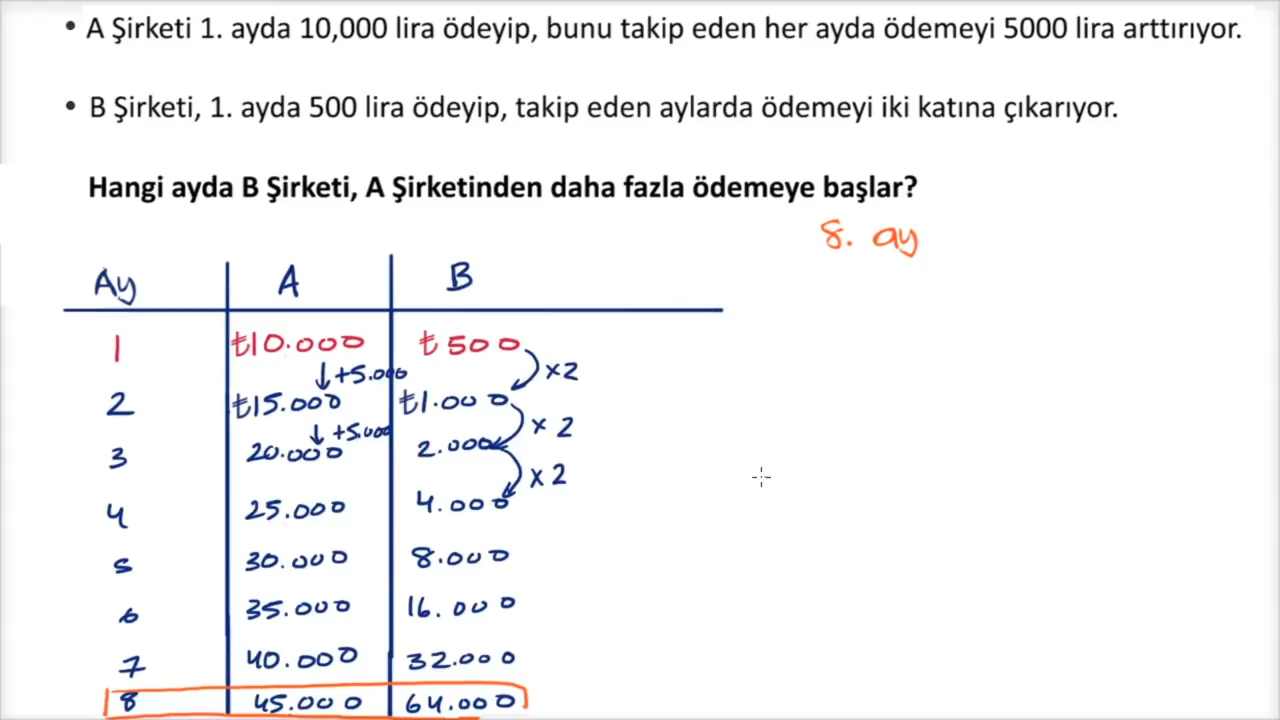 • A Şirketi 1. ayda 10,000 lira ödeyip, bunu takip eden her ayda ödemeyi 5000 lira arttırıyor.
• B Şirketi, 1. ayda 500 lira ödeyip, takip eden aylarda ödemeyi iki katına çıkarıyor.
Hangi ayda B Şirketi, A Şirketinden daha fazla ödemeye başlar?
8. ay
Ay A B
1 ₺10.000 ₺500
↓+5.000 x2
2 ₺15.000 ₺1.000
↓+5.000 x2
3 20.000 2.000
x2
4 25.000 4.000
5 30.000 8.000
6 35.000 16.000
7 40.000 32.000
8 45.000 64.000